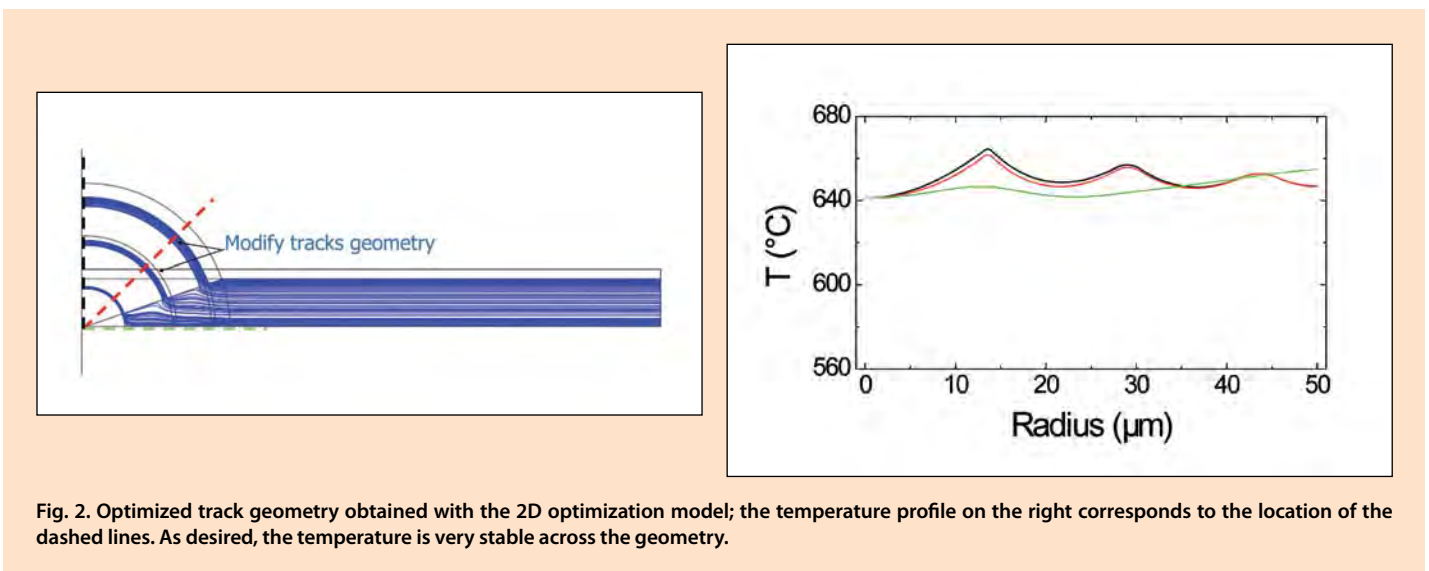 Modify tracks geometry
680
640
600
560
T (°C)
0 10 20 30 40 50
Radius (µm)
Fig. 2. Optimized track geometry obtained with the 2D optimization model; the temperature profile on the right corresponds to the location of the
dashed lines. As desired, the temperature is very stable across the geometry.